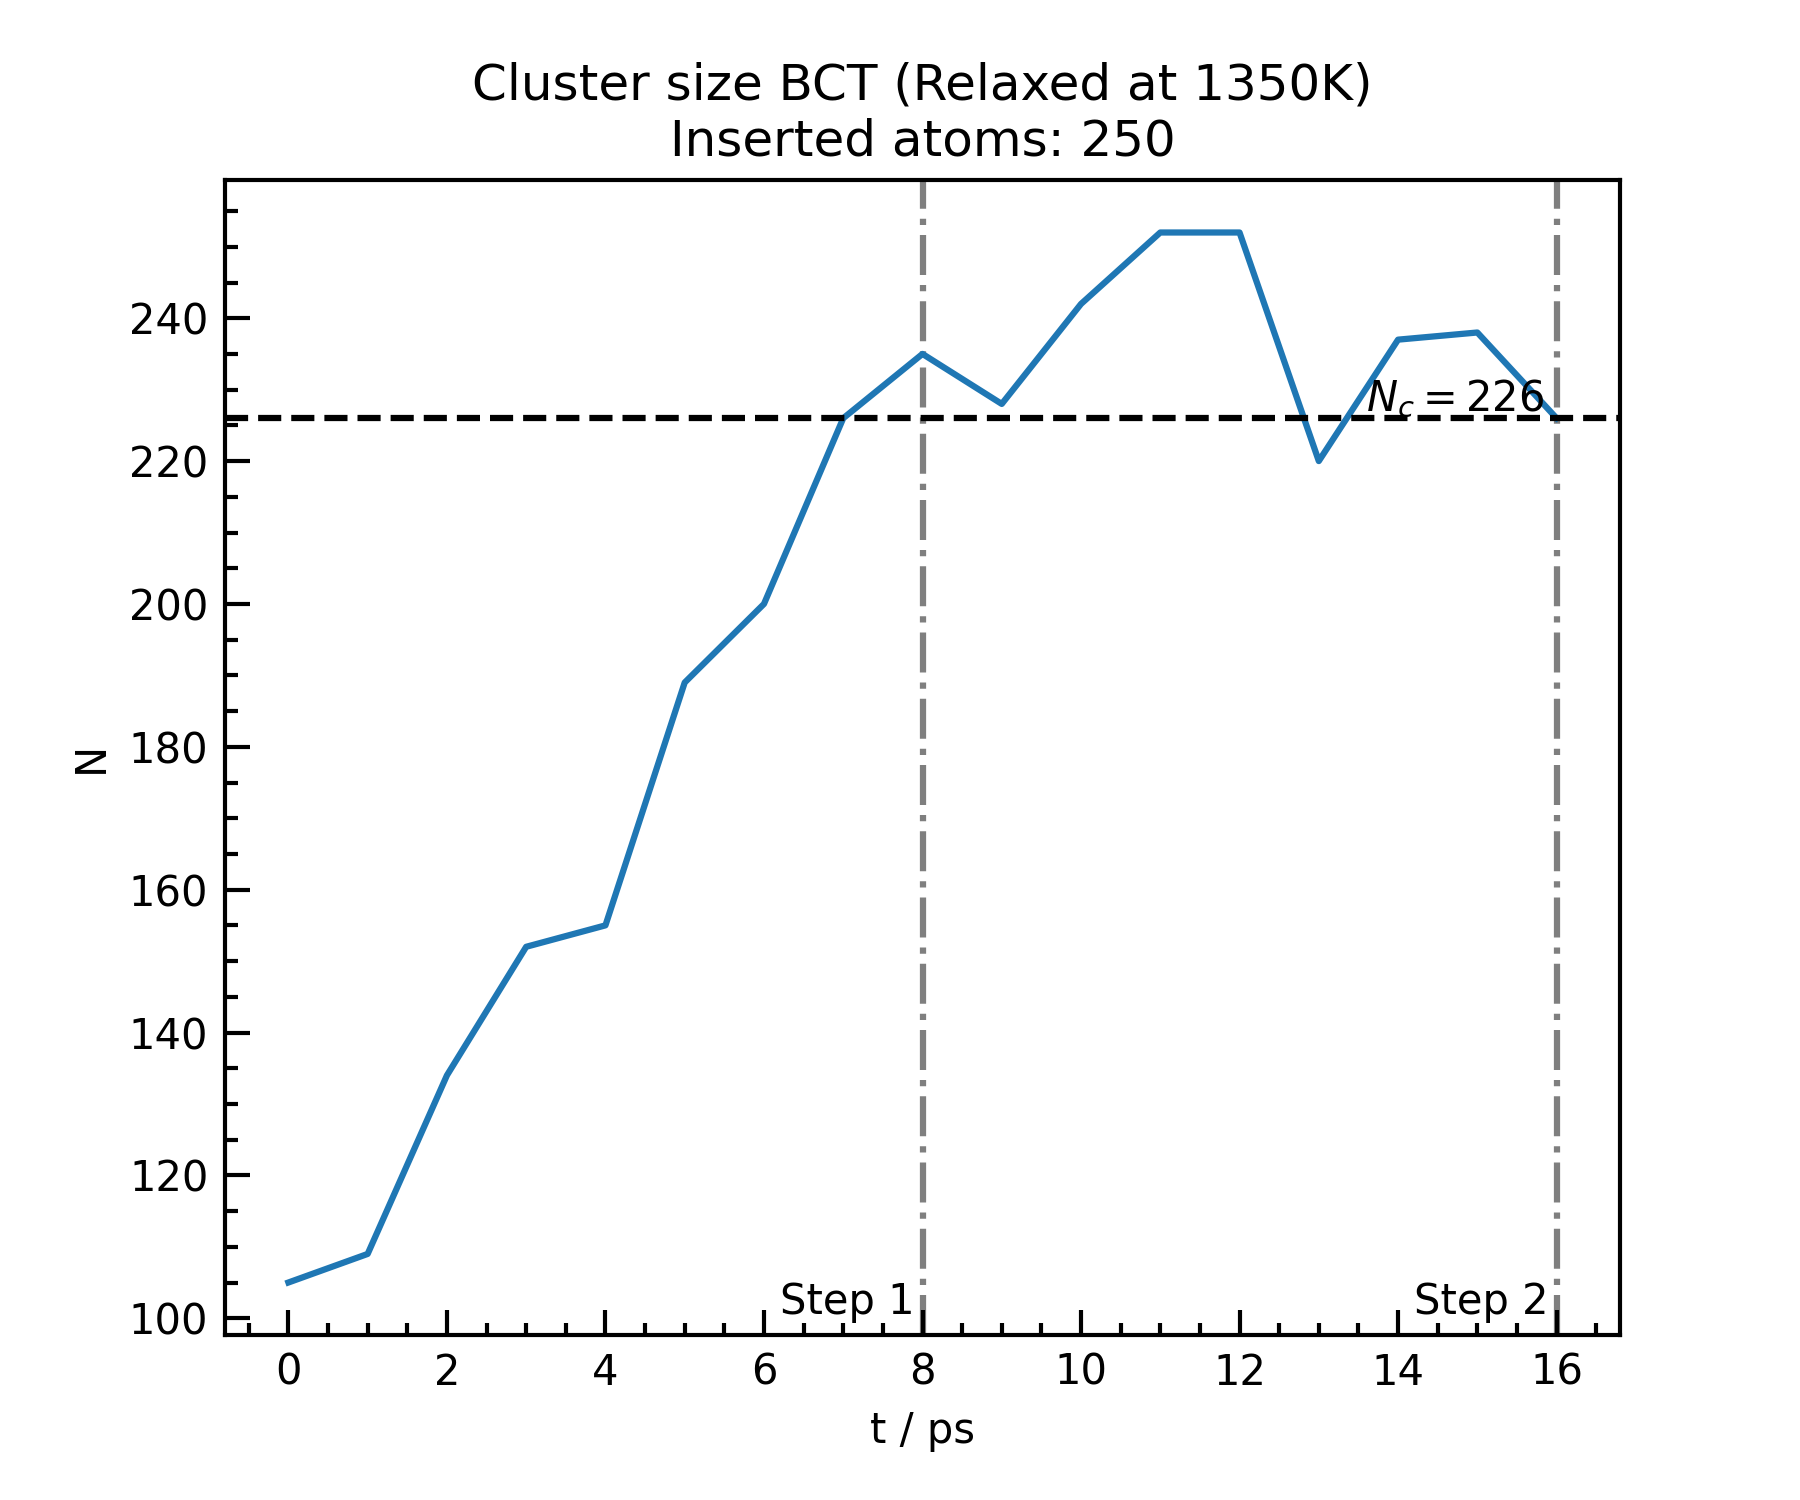 Cluster size BCT (Relaxed at 1350K)
Inserted atoms: 250
240
220
200
180
160
140
120
100
N
N_c = 226
Step 1
Step 2
0 2 4 6 8 10 12 14 16
t / ps